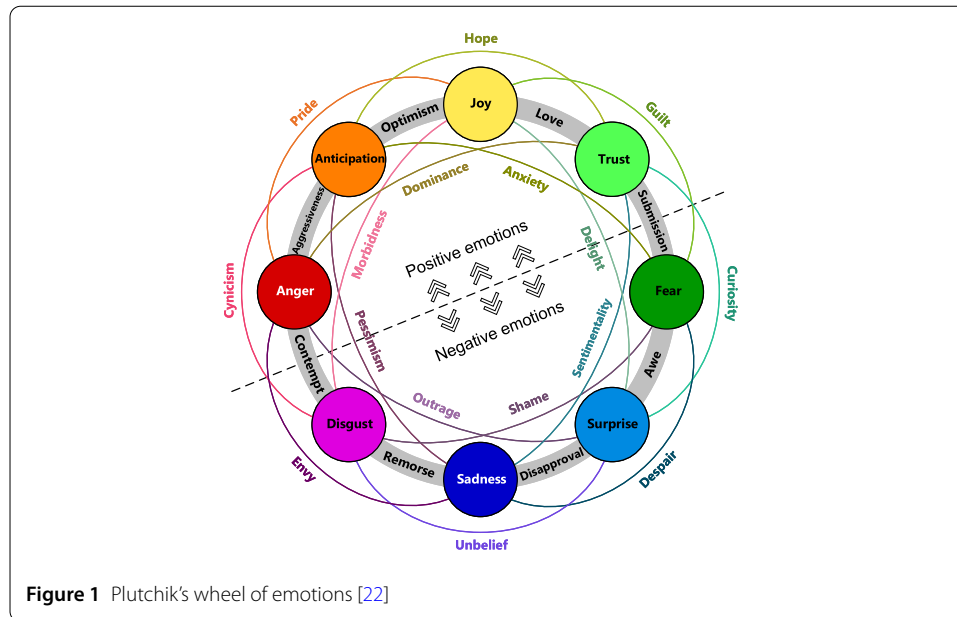 Hope
Pride
Guilt
Joy
Optimism
Love
Anticipation
Trust
Dominance
Anxiety
Aggressiveness
Submission
Morbidness
Delight
Positive emotions
Cynicism
Anger
Fear
Curiosity
Negative emotions
Pessimism
Sentimentality
Contempt
Awe
Outrage
Shame
Disgust
Surprise
Remorse
Disapproval
Envy
Sadness
Despair
Unbelief
Figure 1 Plutchik’s wheel of emotions [22]